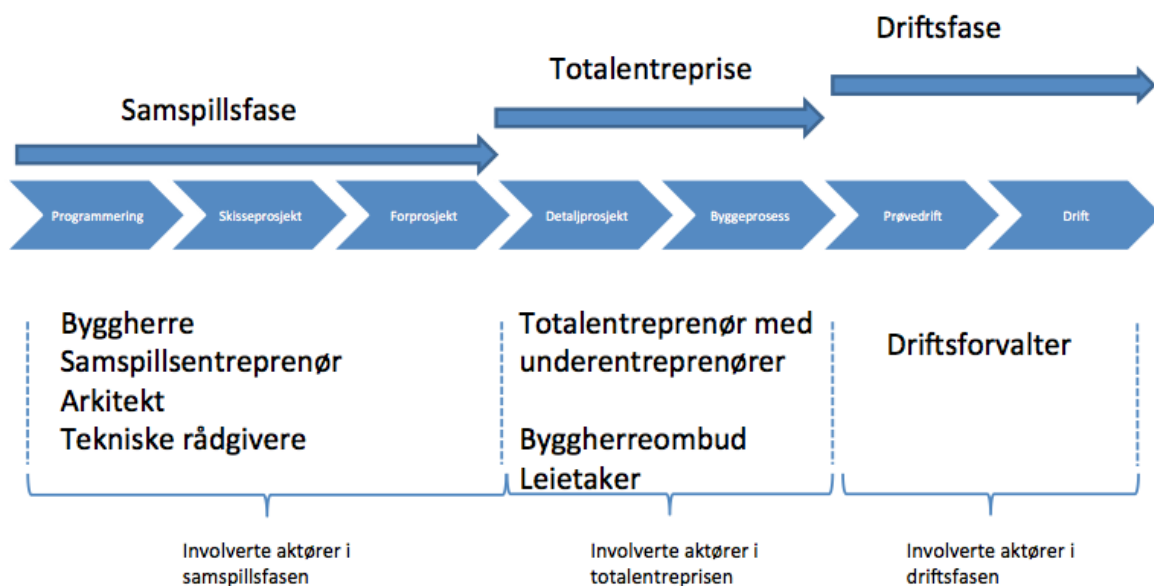 Driftsfase
Totalentreprise
Samspillsfase
Programmering
Skisseprosjekt
Forprosjekt
Detaljprosjekt
Byggeprosess
Prøvedrift
Drift
Byggherre
Samspillsentreprenør
Arkitekt
Tekniske rådgivere
Totalentreprenør med
underentreprenører
Byggherreombud
Leietaker
Driftsforvalter
Involverte aktører i
samspillsfasen
Involverte aktører i
totalentreprisen
Involverte aktører i
driftsfasen